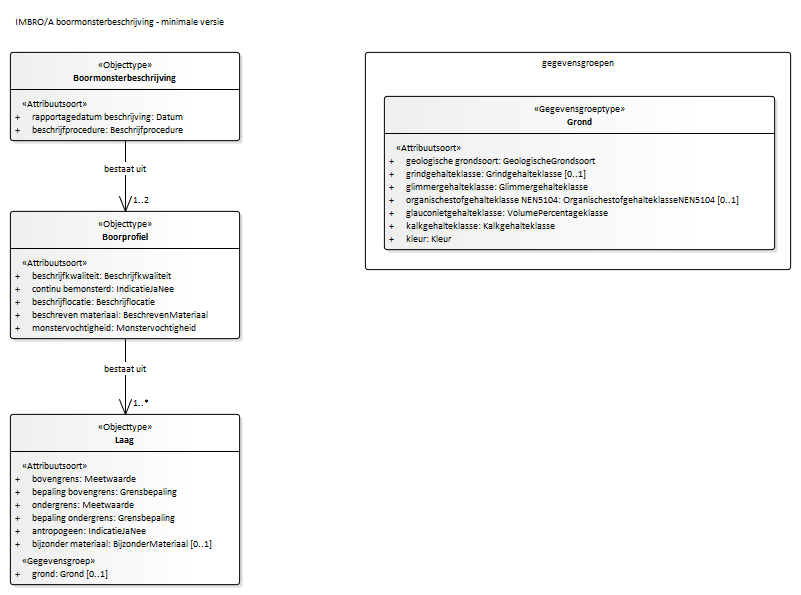 IMBRO/A boormonsterbeschrijving - minimale versie
«Objecttype»
Boormonsterbeschrijving
«Attribuutsoort»
+ rapportagedatum beschrijving: Datum
+ beschrijfprocedure: Beschrijfprocedure
bestaat uit
1..2
«Objecttype»
Boorprofiel
«Attribuutsoort»
+ beschrijfkwaliteit: Beschrijfkwaliteit
+ continu bemonsterd: IndicatieJaNee
+ beschrijflocatie: Beschrijflocatie
+ beschreven materiaal: BeschrevenMateriaal
+ monstervochtigheid: Monstervochtigheid
bestaat uit
1..*
«Objecttype»
Laag
«Attribuutsoort»
+ bovengrens: Meetwaarde
+ bepaling bovengrens: Grensbepaling
+ ondergrens: Meetwaarde
+ bepaling ondergrens: Grensbepaling
+ antropogeen: IndicatieJaNee
+ bijzonder materiaal: BijzonderMateriaal [0..1]
«Gegevensgroep»
+ grond: Grond [0..1]
gegevensgroepen
«Gegevensgroeptype»
Grond
«Attribuutsoort»
+ geologische grondsoort: GeologischeGrondsoort
+ grindgehalteklasse: Grindgehalteklasse [0..1]
+ glimmergehalteklasse: Glimmergehalteklasse
+ organischestofgehalteklasse NEN5104: OrganischestofgehalteklasseNEN5104 [0..1]
+ glauconietgehalteklasse: VolumePercentageklasse
+ kalkgehalteklasse: Kalkgehalteklasse
+ kleur: Kleur